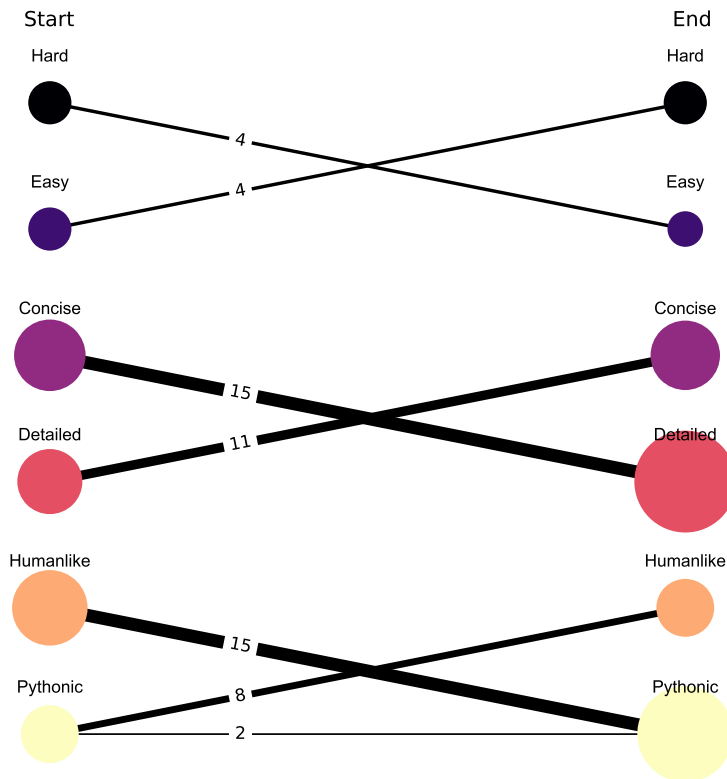 Start End
Hard Hard
4
Easy Easy
4
Concise Concise
15
Detailed Detailed
11
Humanlike Humanlike
15
Pythonic Pythonic
8
2